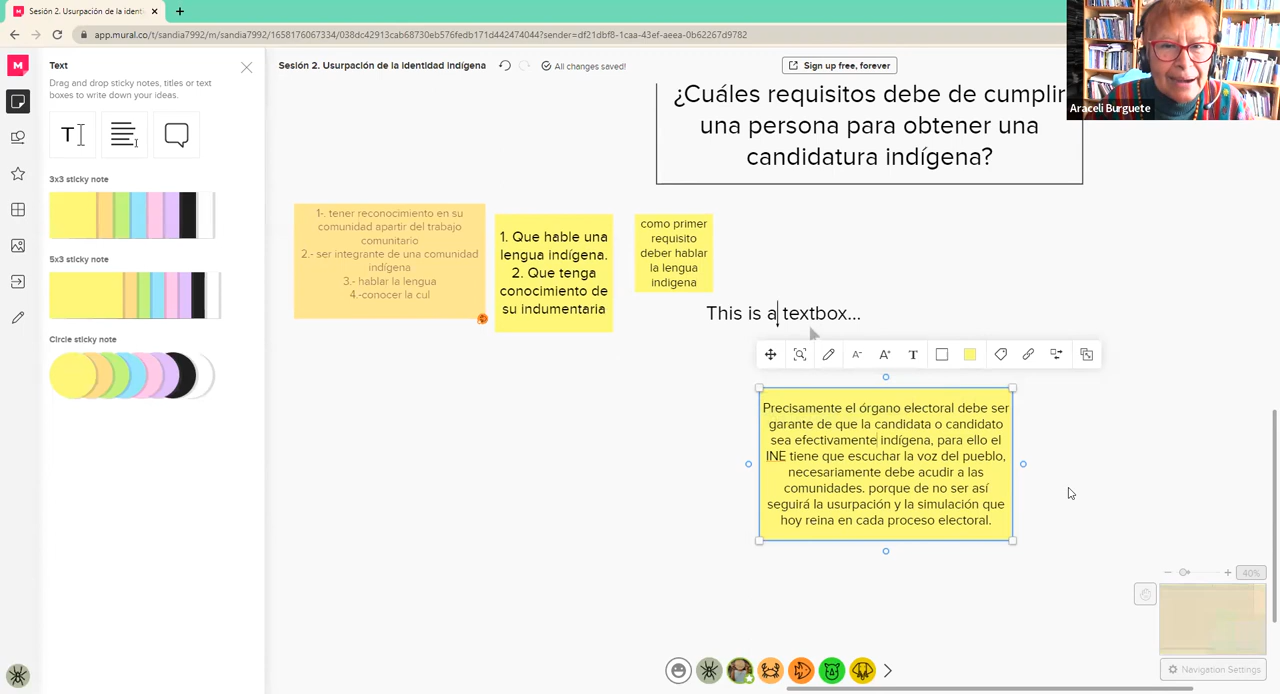 Sesión 2. Usurpación de la identi
app.mural.co/t/sandia7992/m/sandia7992/1658176067334/038dc42913cab68730eb576fedb171d442474044?sender=df21dbf8-1caa-43ef-aeea-0b62267d9782
Text
Drag and drop sticky notes, titles or text
boxes to write down your ideas.
3x3 sticky note
5x3 sticky note
Circle sticky note
Sesión 2. Usurpación de la identidad indígena
All changes saved!
Sign up free, forever
Araceli Burguete
¿Cuáles requisitos debe de cumplir
una persona para obtener una
candidatura indígena?
1-. tener reconocimiento en su
comunidad apartir del trabajo
comunitario
2.- ser integrante de una comunidad
indígena
3.- hablar la lengua
4.-conocer la cul
1. Que hable una
lengua indígena.
2. Que tenga
conocimiento de
su indumentaria
como primer
requisito
deber hablar
la lengua
indigena
This is a textbox...
A-
A+
T
Precisamente el órgano electoral debe ser
garante de que la candidata o candidato
sea efectivamente indígena, para ello el
INE tiene que escuchar la voz del pueblo,
necesariamente debe acudir a las
comunidades. porque de no ser así
seguirá la usurpación y la simulación que
hoy reina en cada proceso electoral.
40%
Navigation Settings